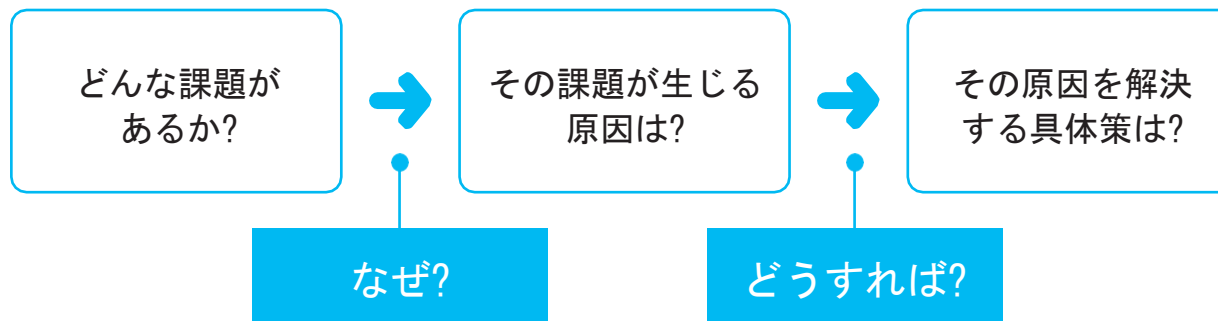 どんな課題が
あるか?
その課題が生じる
原因は?
その原因を解決
する具体策は?
なぜ?
どうすれば?